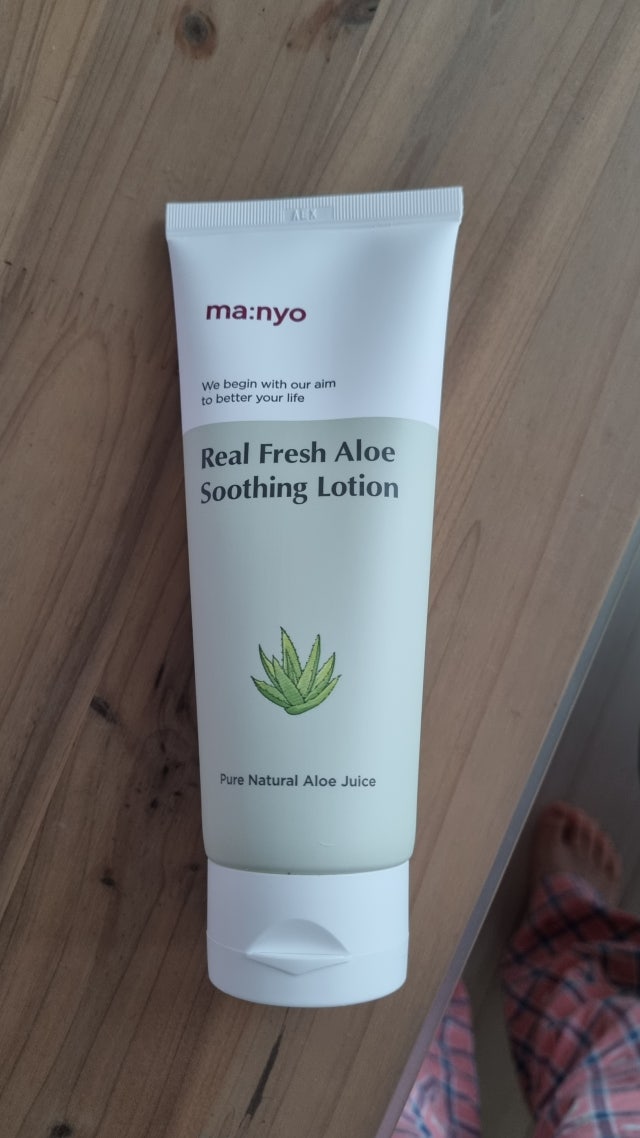 ma:nyo
We begin with our aim
to better your life
Real Fresh Aloe
Soothing Lotion
Pure Natural Aloe Juice